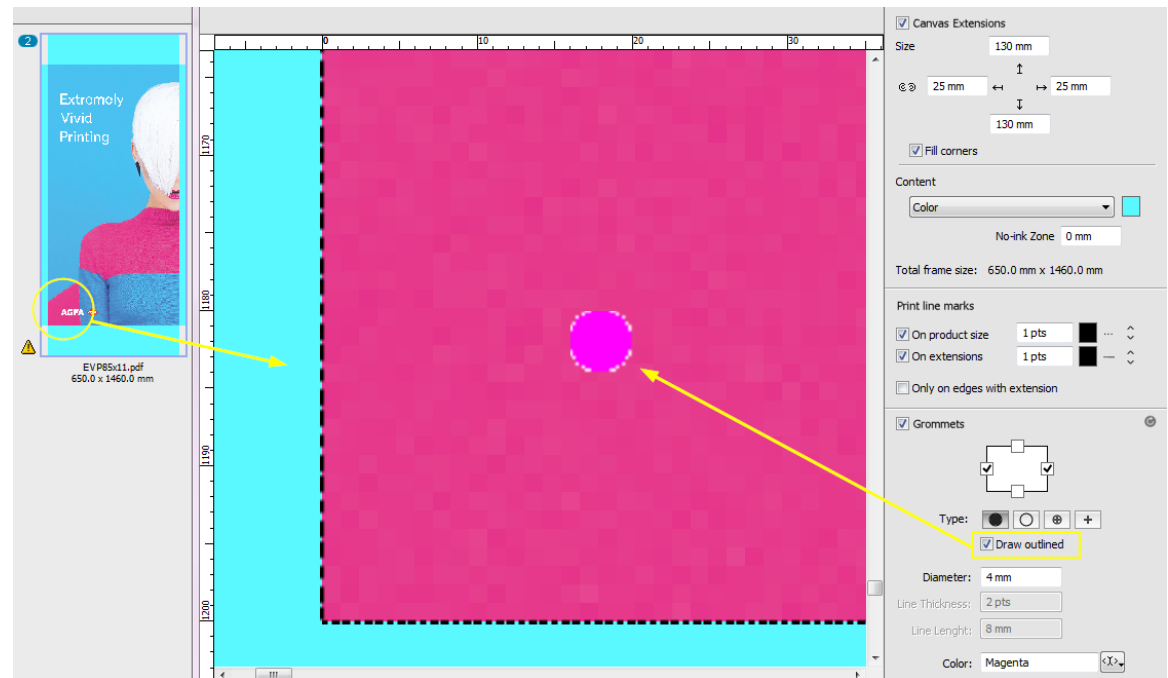 2
Extromoly
Vivid
Printing
AGFA
EVP85x11.pdf
650.0 x 1460.0 mm
0
10
20
30
1170
1180
1190
1200
Canvas Extensions
Size
130 mm
25 mm
25 mm
130 mm
Fill corners
Content
Color
No-ink Zone
0 mm
Total frame size: 650.0 mm x 1460.0 mm
Print line marks
On product size
1 pts
On extensions
1 pts
Only on edges with extension
Grommets
Type:
Draw outlined
Diameter:
4 mm
Line Thickness:
2 pts
Line Lenght:
8 mm
Color:
Magenta